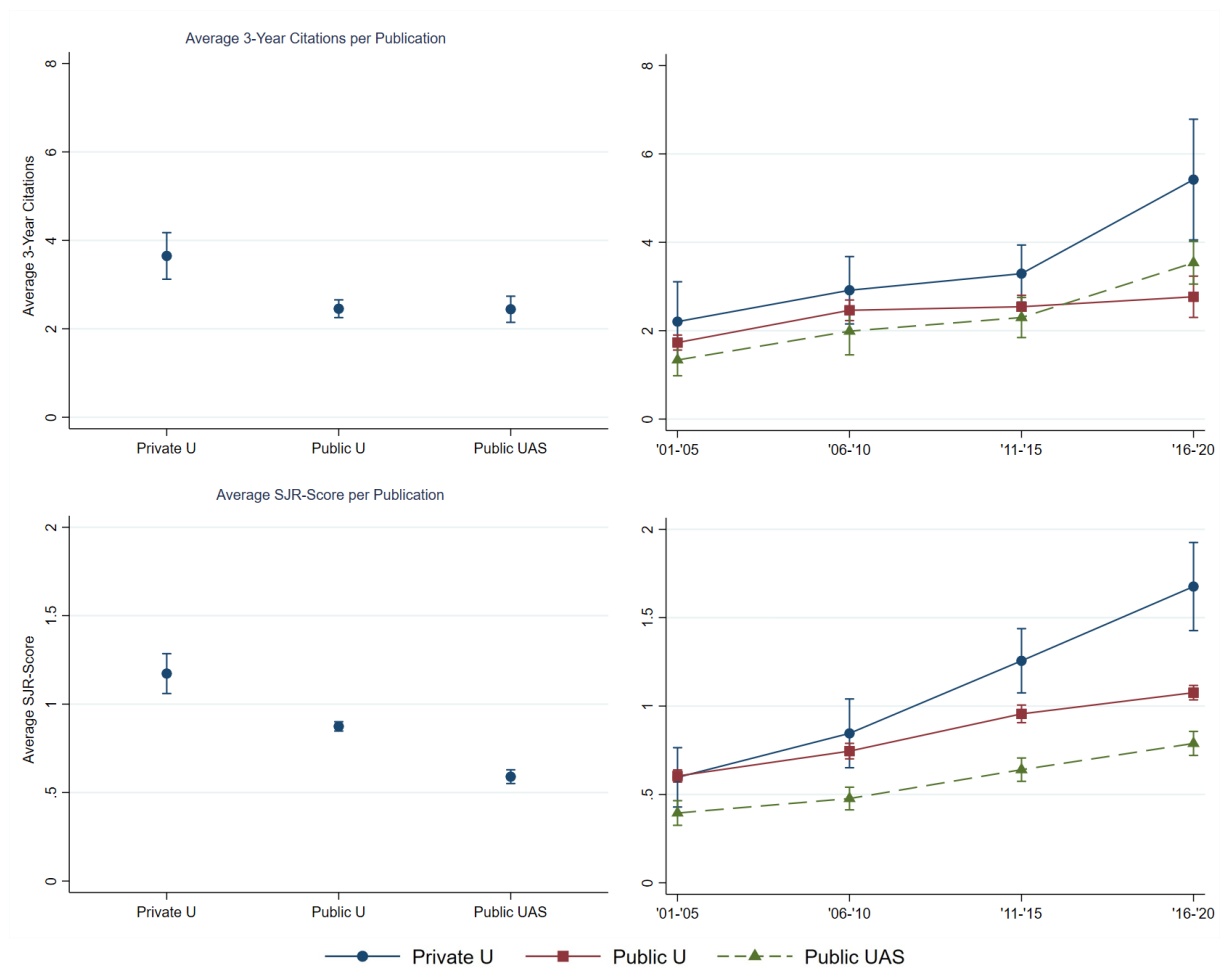 Average 3-Year Citations per Publication
Average 3-Year Citations
8
6
4
2
0
Private U Public U Public UAS
8
6
4
2
0
'01-'05 '06-'10 '11-'15 '16-'20
Average SJR-Score per Publication
Average SJR-Score
2
1.5
1
.5
0
Private U Public U Public UAS
2
1.5
1
.5
0
'01-'05 '06-'10 '11-'15 '16-'20
Private U Public U Public UAS